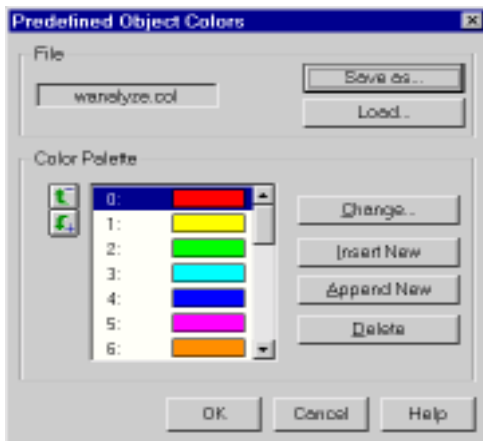 Predefined Object Colors
File
wanalyze.col
Save as...
Load...
Color Palette
0:
1:
2:
3:
4:
5:
6:
Change...
Insert New
Append New
Delete
OK
Cancel
Help